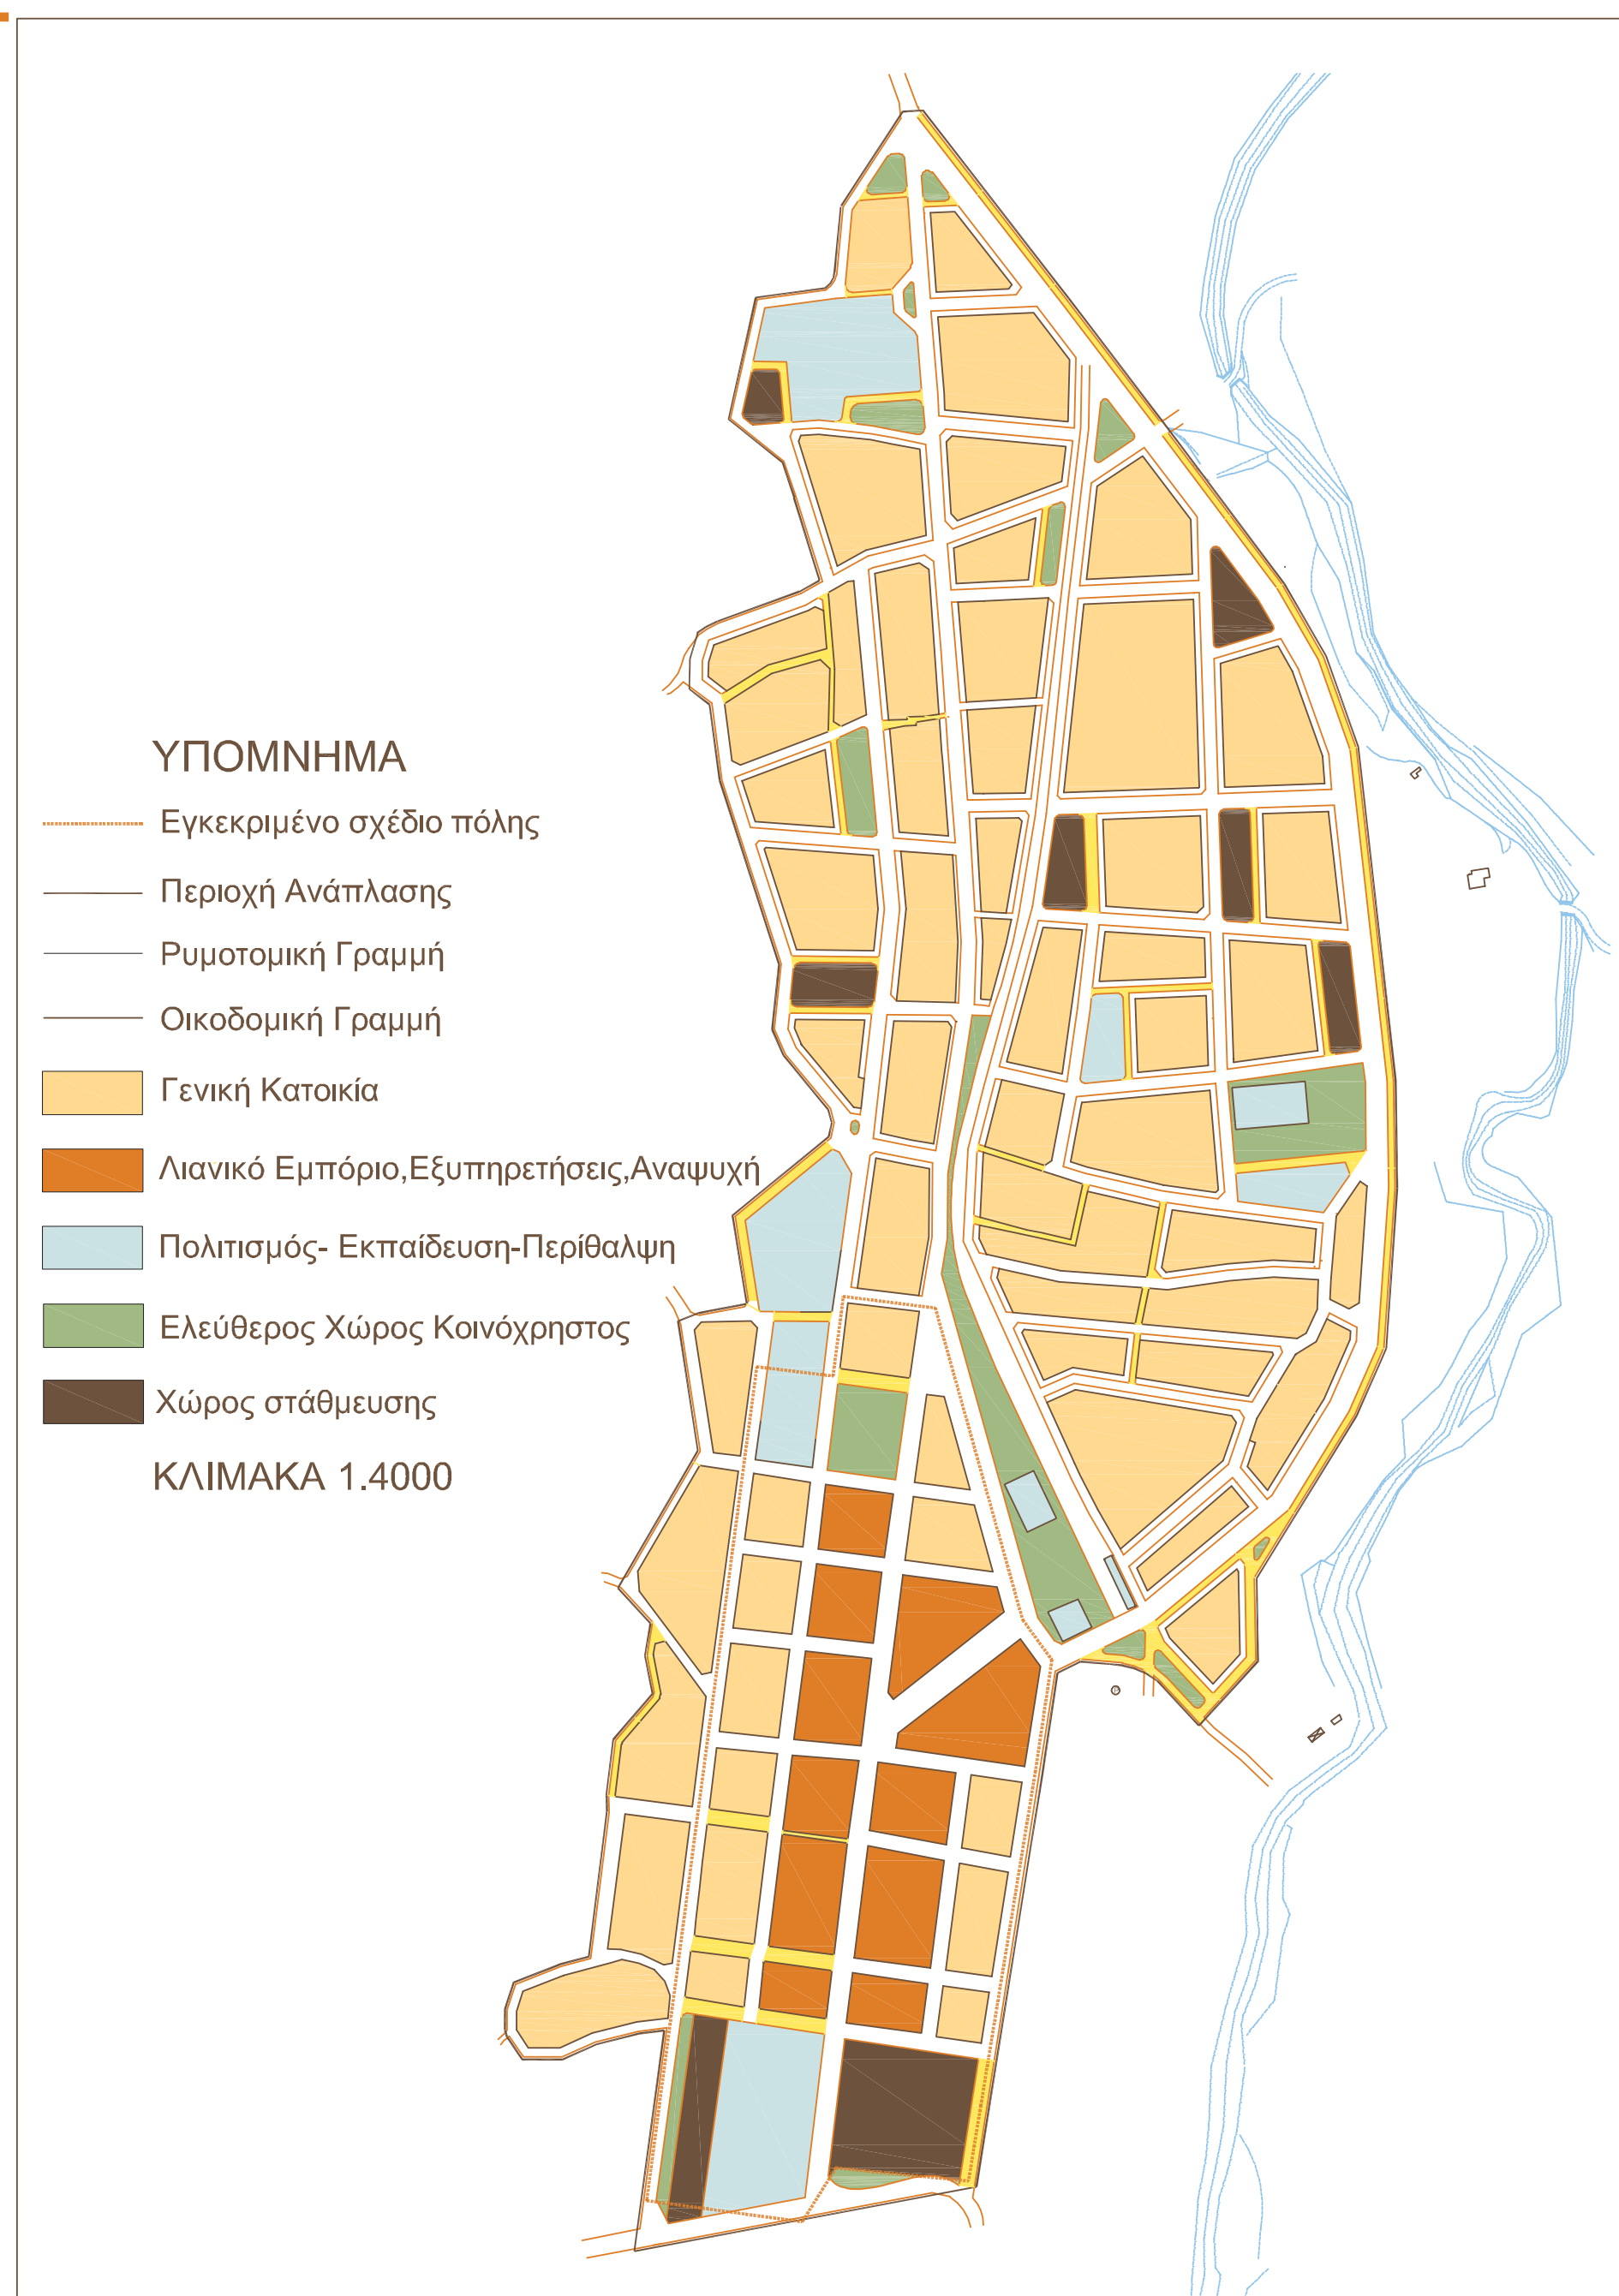 ΥΠΟΜΝΗΜΑ
Εγκεκριμένο σχέδιο πόλης
Περιοχή Ανάπλασης
Ρυμοτομική Γραμμή
Οικοδομική Γραμμή
Γενική Κατοικία
Λιανικό Εμπόριο,Εξυπηρετήσεις,Αναψυχή
Πολιτισμός- Εκπαίδευση-Περίθαλψη
Ελεύθερος Χώρος Κοινόχρηστος
Χώρος στάθμευσης
ΚΛΙΜΑΚΑ 1.4000